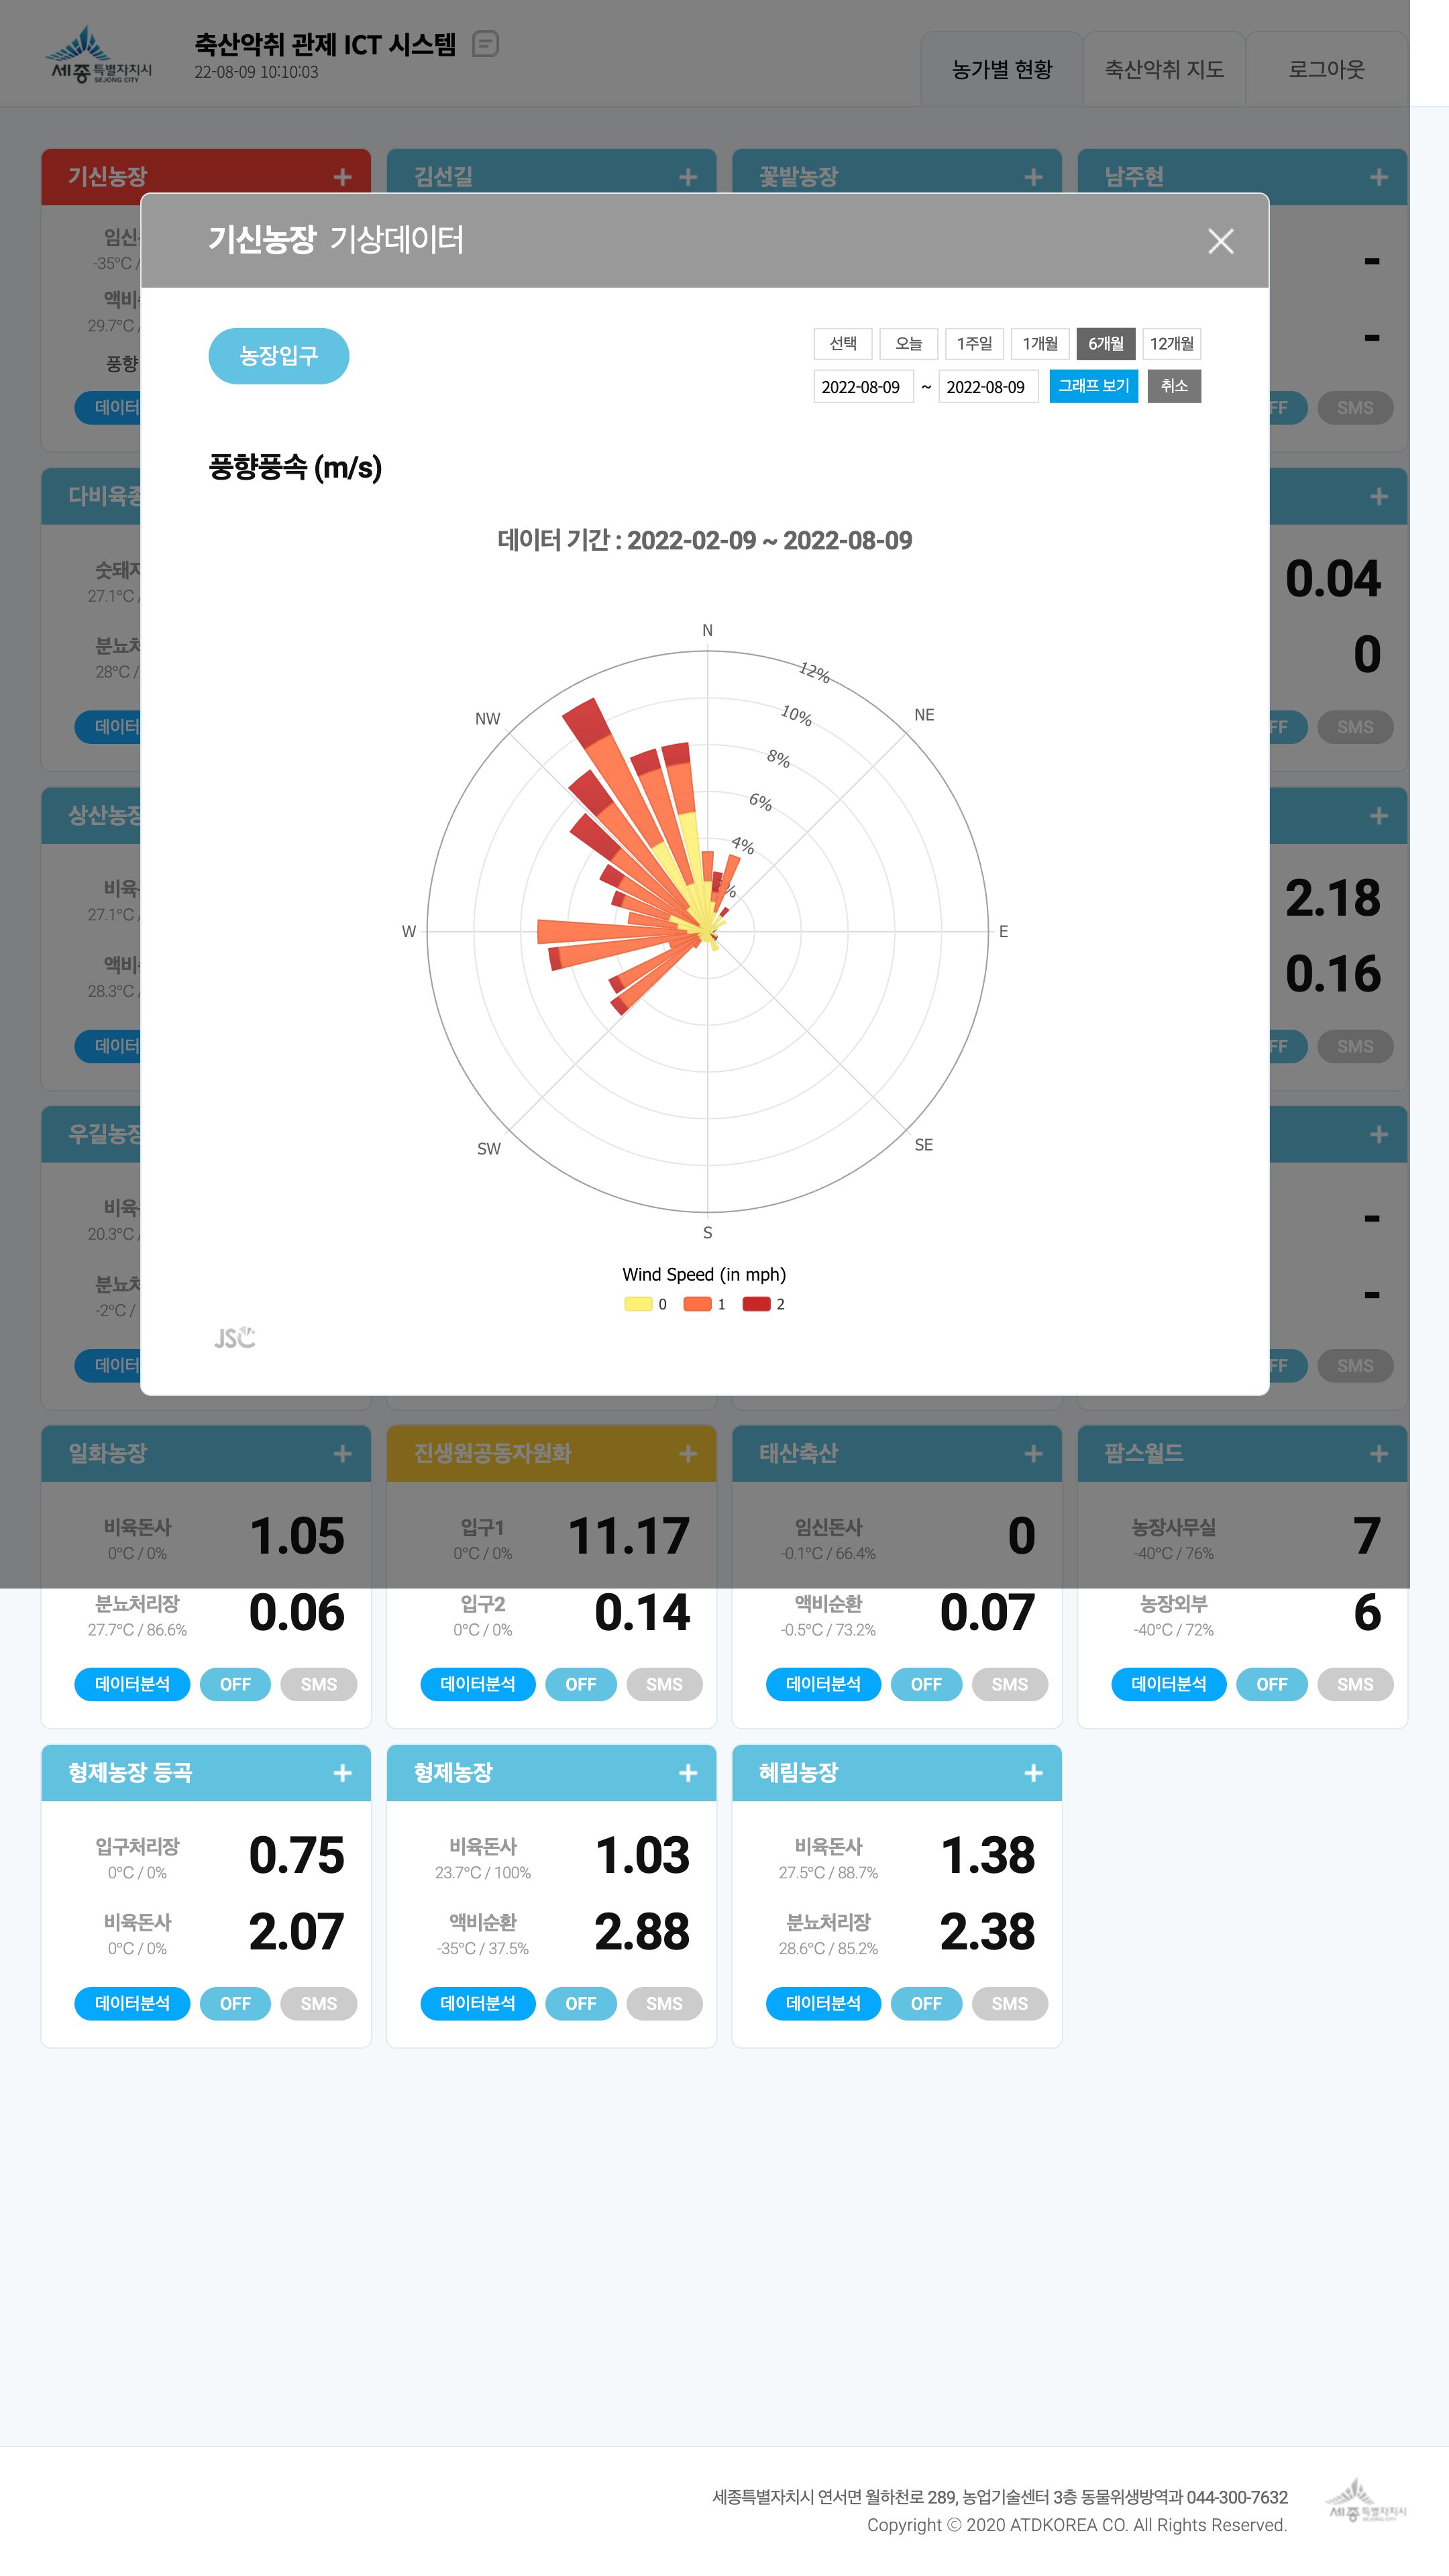 세종특별자치시
SEJONG CITY
축산악취 관제 ICT 시스템
22-08-09 10:10:03
농가별 현황
축산악취 지도
로그아웃
기신농장 +
김선길 +
꽃밭농장 +
남주현 +
임신
-35°C /
액비
29.7°C /
풍향
데이터
-
-
FF
SMS
기신농장 기상데이터
농장입구
선택 오늘 1주일 1개월 6개월 12개월
2022-08-09 ~ 2022-08-09 그래프 보기 취소
풍향풍속 (m/s)
데이터 기간 : 2022-02-09 ~ 2022-08-09
N
NE
E
SE
S
SW
W
NW
12%
10%
8%
6%
4%
%
Wind Speed (in mph)
0 1 2
JSC
다비육종
+
숫돼지
27.1°C /
0.04
분뇨처
28°C /
0
데이터
FF
SMS
상산농장
+
비육
27.1°C /
2.18
액비
28.3°C /
0.16
데이터
FF
SMS
우길농장
+
비육
20.3°C /
-
분뇨처
-2°C /
-
데이터
FF
SMS
일화농장 +
비육돈사 1.05
0°C / 0%
분뇨처리장 0.06
27.7°C / 86.6%
데이터분석 OFF SMS
진생원공동자원화 +
입구1 11.17
0°C / 0%
입구2 0.14
0°C / 0%
데이터분석 OFF SMS
태산축산 +
임신돈사 0
-0.1°C / 66.4%
액비순환 0.07
-0.5°C / 73.2%
데이터분석 OFF SMS
팜스월드 +
농장사무실 7
-40°C / 76%
농장외부 6
-40°C / 72%
데이터분석 OFF SMS
형제농장 등곡 +
입구처리장 0.75
0°C / 0%
비육돈사 2.07
0°C / 0%
데이터분석 OFF SMS
형제농장 +
비육돈사 1.03
23.7°C / 100%
액비순환 2.88
-35°C / 37.5%
데이터분석 OFF SMS
혜림농장 +
비육돈사 1.38
27.5°C / 88.7%
분뇨처리장 2.38
28.6°C / 85.2%
데이터분석 OFF SMS
세종특별자치시 연서면 월하천로 289, 농업기술센터 3층 동물위생방역과 044-300-7632
Copyright ⓒ 2020 ATDKOREA CO. All Rights Reserved.
세종특별자치시
SEJONG CITY